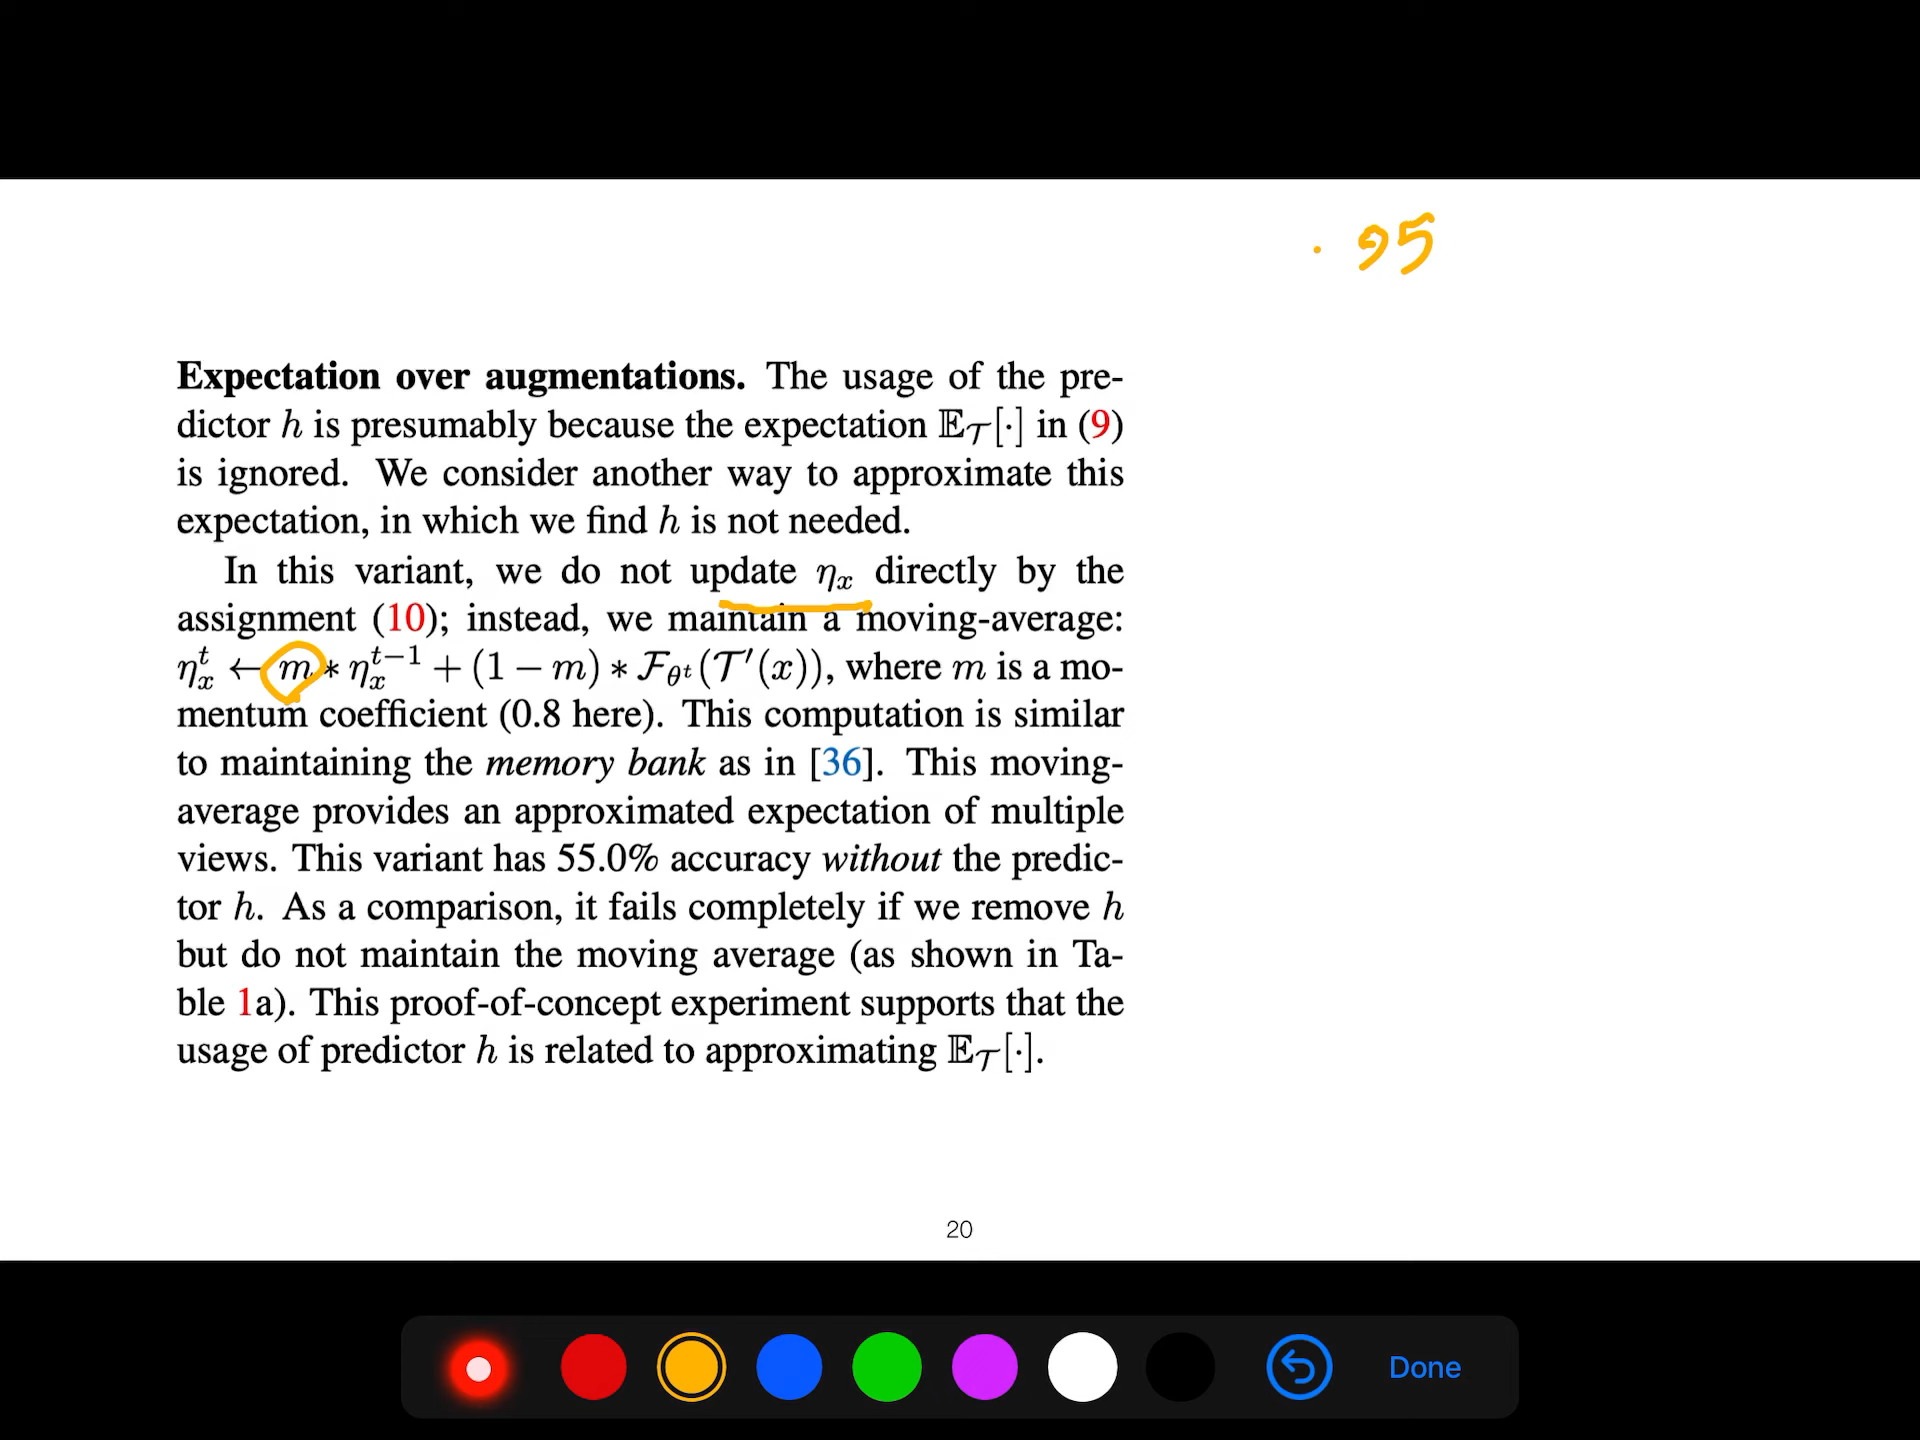 . 95
Expectation over augmentations. The usage of the pre-
dictor h is presumably because the expectation 𝔼_𝒯[·] in (9)
is ignored. We consider another way to approximate this
expectation, in which we find h is not needed.
In this variant, we do not update η_x directly by the
assignment (10); instead, we maintain a moving-average:
η_x^t ← m ∗ η_x^{t−1} + (1 − m) ∗ ℱ_{θ^t}(𝒯′(x)), where m is a mo-
mentum coefficient (0.8 here). This computation is similar
to maintaining the memory bank as in [36]. This moving-
average provides an approximated expectation of multiple
views. This variant has 55.0% accuracy without the predic-
tor h. As a comparison, it fails completely if we remove h
but do not maintain the moving average (as shown in Ta-
ble 1a). This proof-of-concept experiment supports that the
usage of predictor h is related to approximating 𝔼_𝒯[·].
20
Done